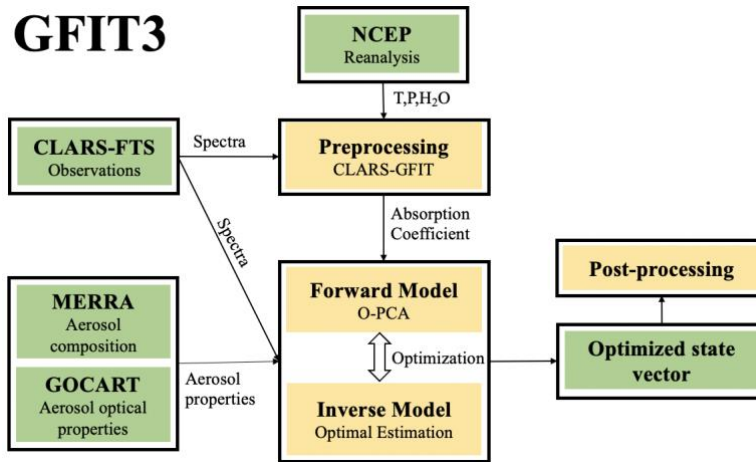 GFIT3
NCEP
Reanalysis
T,P,H₂O
CLARS-FTS
Observations
Spectra
Preprocessing
CLARS-GFIT
Spectra
Absorption
Coefficient
MERRA
Aerosol
composition
GOCART
Aerosol optical
properties
Aerosol
properties
Forward Model
O-PCA
Optimization
Inverse Model
Optimal Estimation
Post-processing
Optimized state
vector